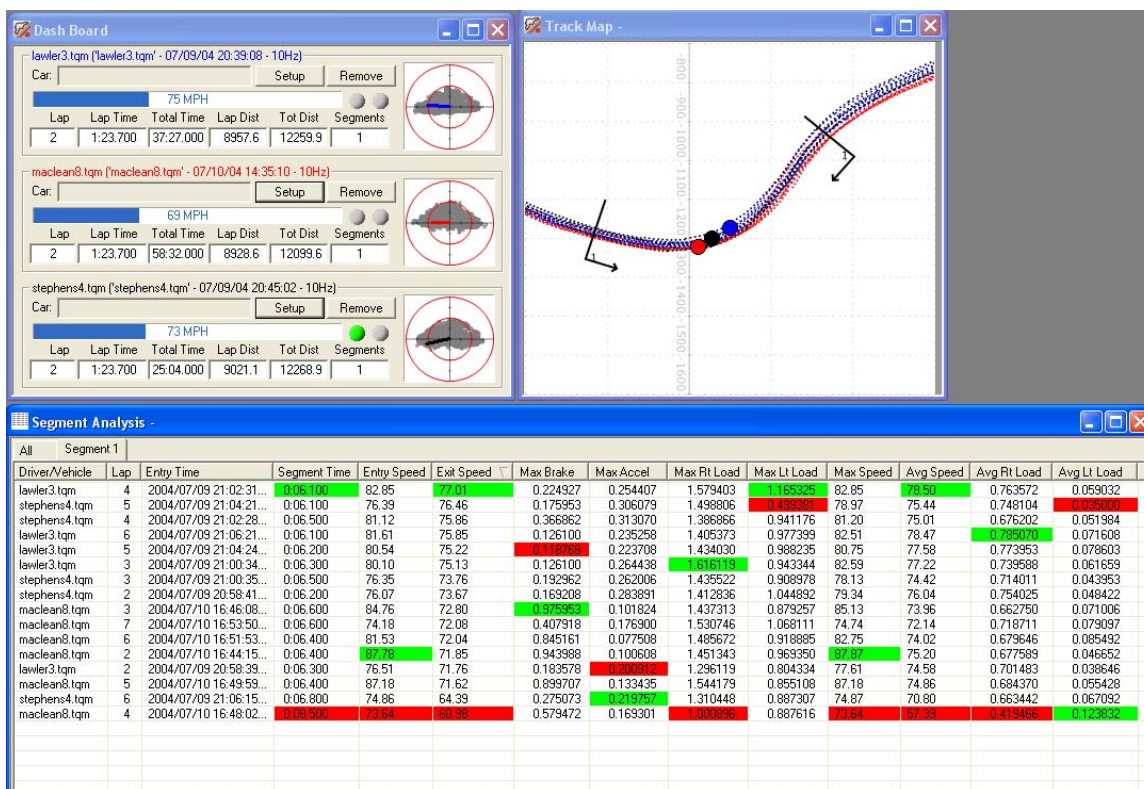 Dash Board
lawler3.tqm ('lawler3.tqm' - 07/09/04 20:39:08 - 10Hz)
Car: Setup Remove
75 MPH
Lap Lap Time Total Time Lap Dist Tot Dist Segments
2 1:23.700 37:27.000 8957.6 12259.9 1
maclean8.tqm ('maclean8.tqm' - 07/10/04 14:35:10 - 10Hz)
Car: Setup Remove
69 MPH
Lap Lap Time Total Time Lap Dist Tot Dist Segments
2 1:23.700 58:32.000 8928.6 12099.6 1
stephens4.tqm ('stephens4.tqm' - 07/09/04 20:45:02 - 10Hz)
Car: Setup Remove
73 MPH
Lap Lap Time Total Time Lap Dist Tot Dist Segments
2 1:23.700 25:04.000 9021.1 12268.9 1
Track Map -
-800 -900 -1000 -1100 -1200 -1300 -1400 -1500 -1600
1
1
Segment Analysis -
All Segment 1
Driver/Vehicle Lap Entry Time Segment Time Entry Speed Exit Speed Max Brake Max Accel Max Rt Load Max Lt Load Max Speed Avg Speed Avg Rt Load Avg Lt Load
lawler3.tqm 4 2004/07/09 21:02:31... 0:06.100 82.85 77.01 0.224927 0.254407 1.579403 1.165325 82.85 78.50 0.763572 0.059032
stephens4.tqm 5 2004/07/09 21:04:21... 0:06.100 76.39 76.46 0.175953 0.306079 1.498806 0.499381 78.97 75.44 0.748104 0.035000
stephens4.tqm 4 2004/07/09 21:02:28... 0:06.500 81.12 75.86 0.366862 0.313070 1.386866 0.941176 81.20 75.01 0.676202 0.051984
lawler3.tqm 6 2004/07/09 21:06:21... 0:06.100 81.61 75.85 0.126100 0.235258 1.405373 0.977399 82.51 78.47 0.785070 0.071608
lawler3.tqm 5 2004/07/09 21:04:24... 0:06.200 80.54 75.22 0.118768 0.223708 1.434030 0.988235 80.75 77.58 0.773953 0.078603
lawler3.tqm 3 2004/07/09 21:00:34... 0:06.300 80.10 75.13 0.126100 0.264438 1.616119 0.943344 82.59 77.22 0.739588 0.061659
stephens4.tqm 3 2004/07/09 21:00:35... 0:06.500 76.35 73.76 0.192962 0.262006 1.435522 0.908978 78.13 74.42 0.714011 0.043953
stephens4.tqm 2 2004/07/09 20:58:41... 0:06.200 76.07 73.67 0.169208 0.283891 1.412836 1.044892 79.34 76.04 0.754025 0.048422
maclean8.tqm 3 2004/07/10 16:46:08... 0:06.600 84.76 72.80 0.975953 0.101824 1.437313 0.879257 85.13 73.96 0.662750 0.071006
maclean8.tqm 7 2004/07/10 16:53:50... 0:06.600 74.18 72.08 0.407918 0.176900 1.530746 1.068111 74.74 72.14 0.718711 0.079097
maclean8.tqm 6 2004/07/10 16:51:53... 0:06.400 81.53 72.04 0.845161 0.077508 1.485672 0.918885 82.75 74.02 0.679646 0.085492
maclean8.tqm 2 2004/07/10 16:44:15... 0:06.400 87.78 71.85 0.943988 0.100608 1.451343 0.969350 87.87 75.20 0.677589 0.046652
lawler3.tqm 2 2004/07/09 20:58:39... 0:06.300 76.51 71.76 0.183578 0.200912 1.296119 0.804334 77.61 74.58 0.701483 0.038646
maclean8.tqm 5 2004/07/10 16:49:59... 0:06.400 87.18 71.62 0.899707 0.133435 1.544179 0.855108 87.18 74.86 0.684370 0.055428
stephens4.tqm 6 2004/07/09 21:06:15... 0:06.800 74.86 64.39 0.275073 0.219757 1.310448 0.887307 74.87 70.80 0.663442 0.067092
maclean8.tqm 4 2004/07/10 16:48:02... 0:08.500 73.64 60.98 0.579472 0.169301 1.000896 0.887616 73.64 57.39 0.419466 0.123832